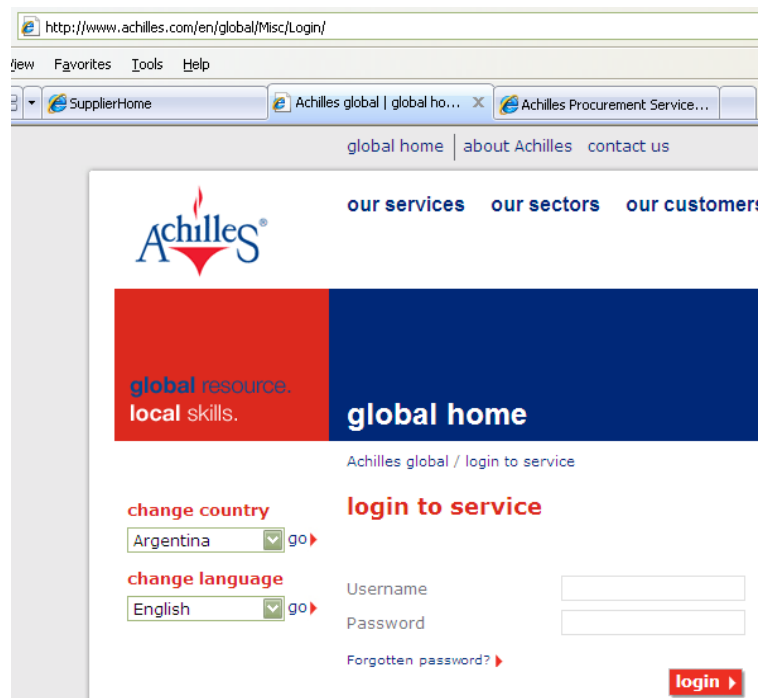 http://www.achilles.com/en/global/Misc/Login/
Favorites Tools Help
SupplierHome Achilles global | global ho... X Achilles Procurement Service...
global home | about Achilles contact us
Achilles®
our services our sectors our customers
global resource.
local skills.
global home
Achilles global / login to service
change country
login to service
Argentina go
change language
English go
Username
Password
Forgotten password?
login